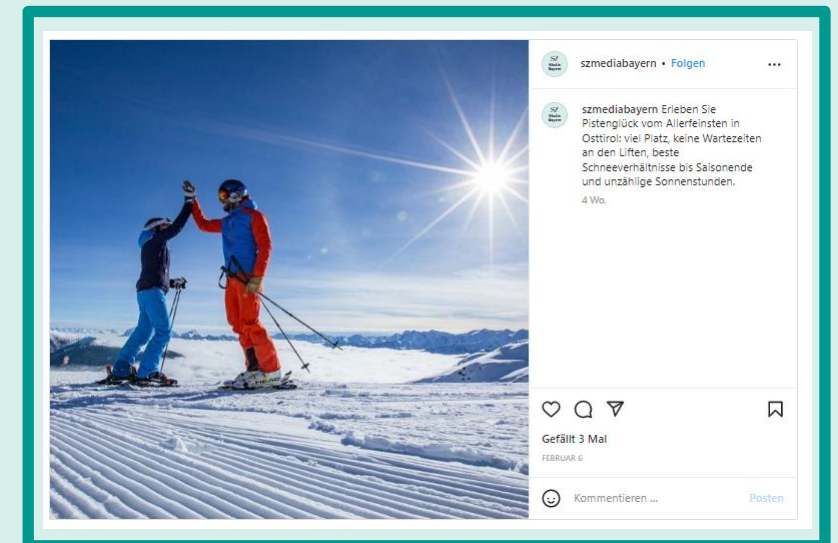 szmediabayern • Folgen
szmediabayern Erleben Sie
Pistenglück vom Allerfeinsten in
Osttirol: viel Platz, keine Wartezeiten
an den Liften, beste
Schneeverhältnisse bis Saisonende
und unzählige Sonnenstunden.
4 Wo.
Gefällt 3 Mal
FEBRUAR 6
Kommentieren ...
Posten